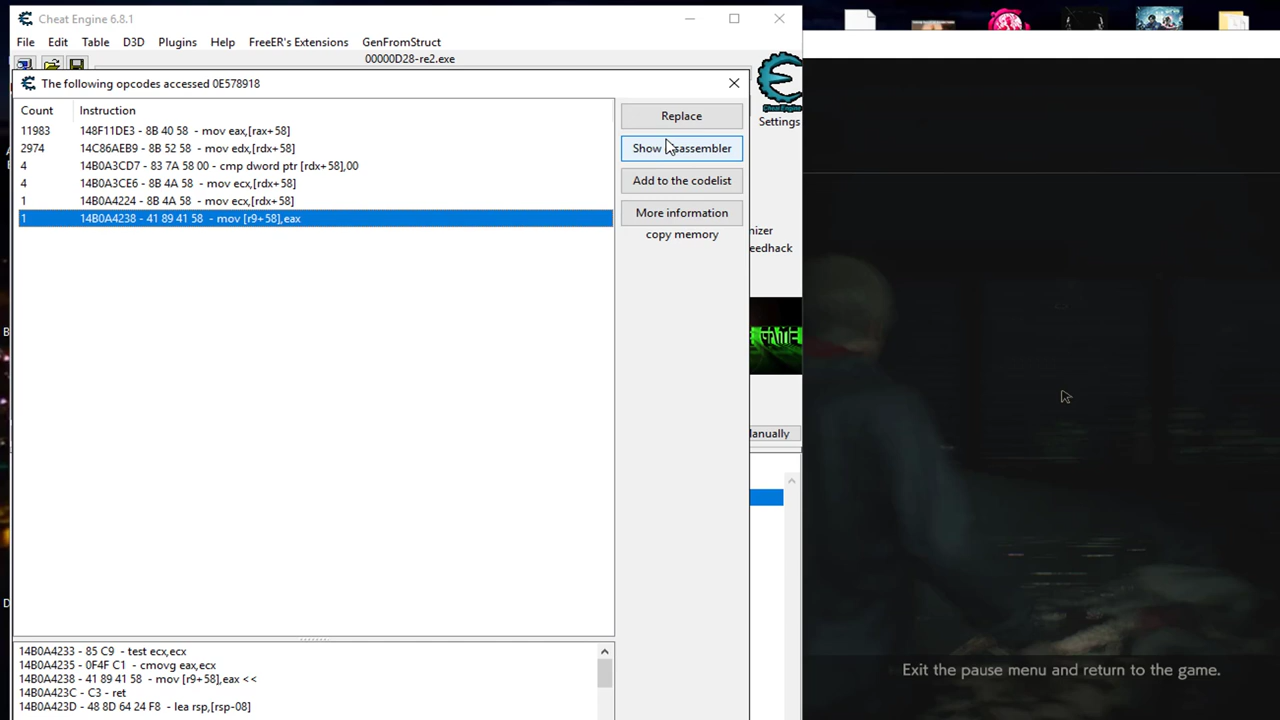 Cheat Engine 6.8.1
File Edit Table D3D Plugins Help FreeER's Extensions GenFromStruct
00000D28-re2.exe
The following opcodes accessed 0E578918
Count Instruction
11983 148F11DE3 - 8B 40 58 - mov eax,[rax+58]
2974 14C86AEB9 - 8B 52 58 - mov edx,[rdx+58]
4 14B0A3CD7 - 83 7A 58 00 - cmp dword ptr [rdx+58],00
4 14B0A3CE6 - 8B 4A 58 - mov ecx,[rdx+58]
1 14B0A4224 - 8B 4A 58 - mov ecx,[rdx+58]
1 14B0A4238 - 41 89 41 58 - mov [r9+58],eax
Replace
Show
Add to the codelist
More information
copy memory
Cheat Engine
Settings
14B0A4233 - 85 C9 - test ecx,ecx
14B0A4235 - 0F4F C1 - cmovg eax,ecx
14B0A4238 - 41 89 41 58 - mov [r9+58],eax <<
14B0A423C - C3 - ret
14B0A423D - 48 8D 64 24 F8 - lea rsp,[rsp-08]
Exit the pause menu and return to the game.